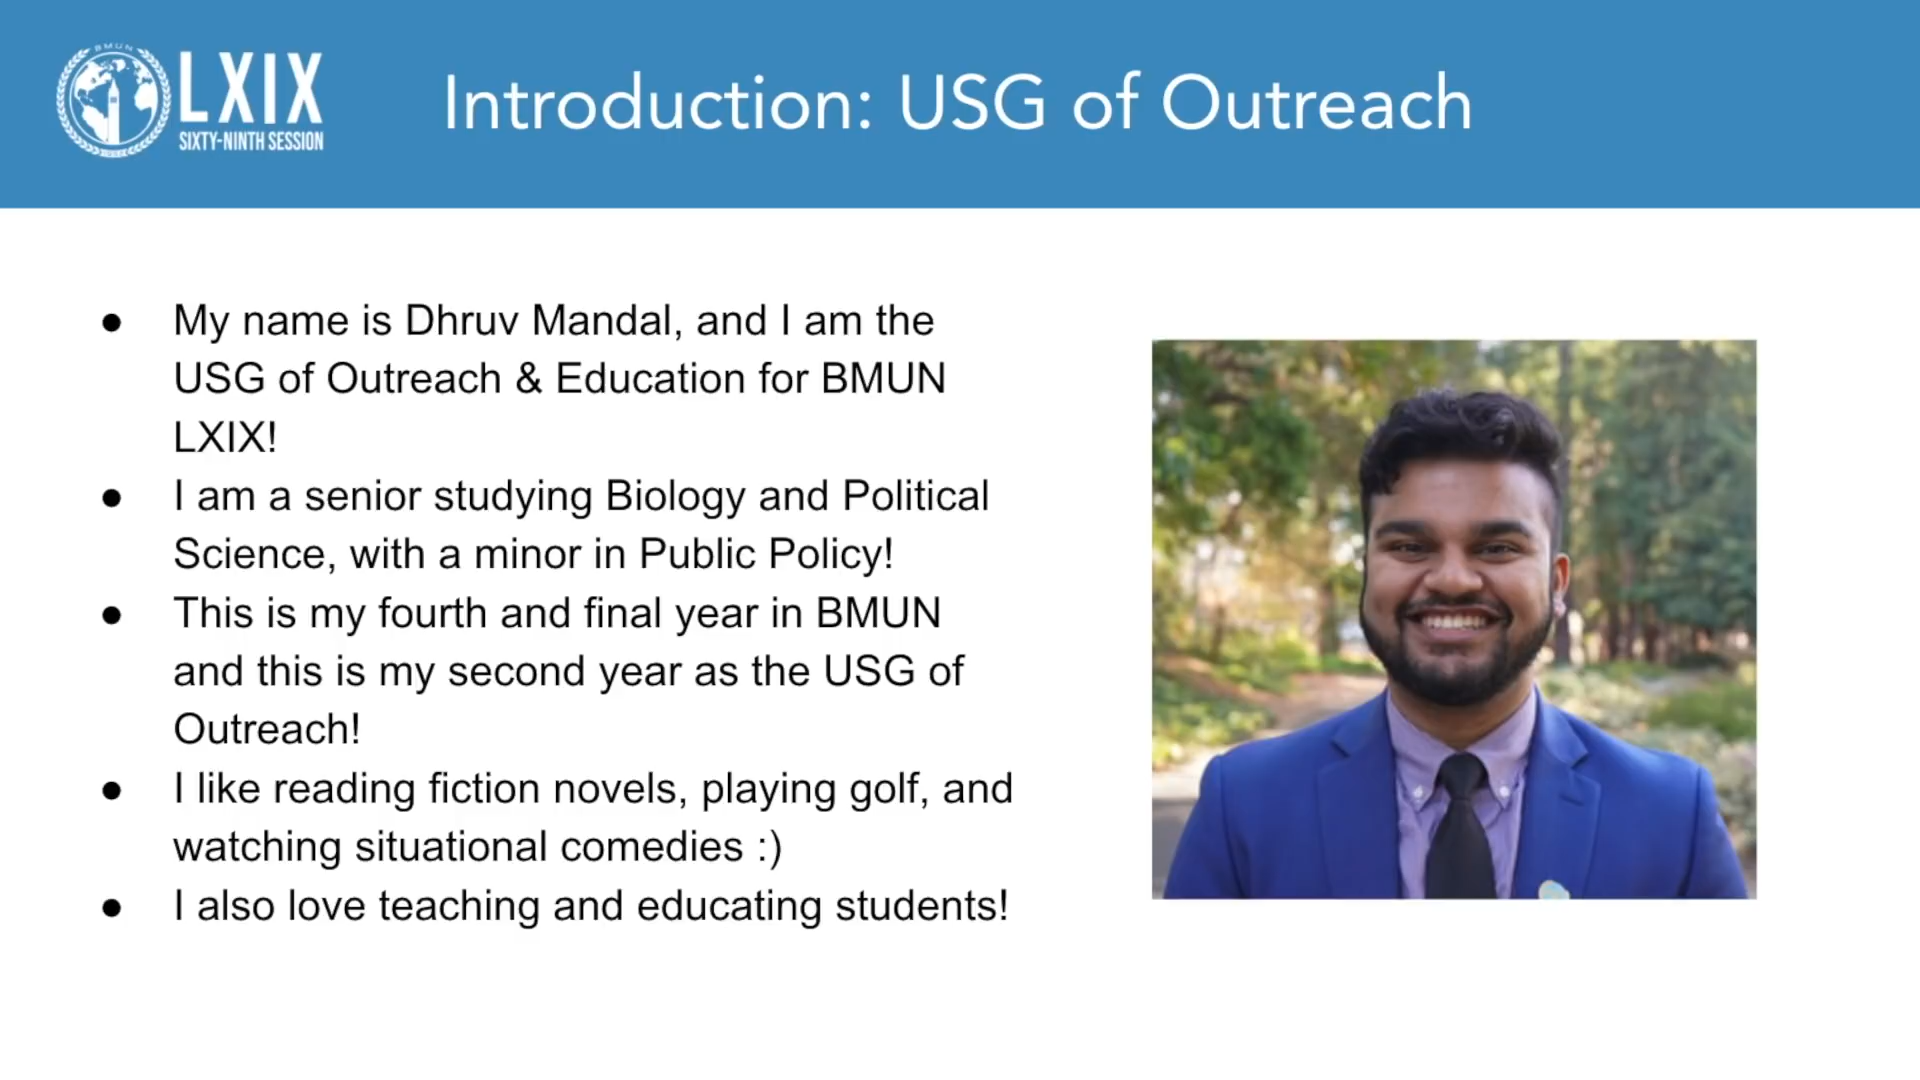 BMUN
LXIX
SIXTY-NINTH SESSION
Introduction: USG of Outreach
● My name is Dhruv Mandal, and I am the
USG of Outreach & Education for BMUN
LXIX!
● I am a senior studying Biology and Political
Science, with a minor in Public Policy!
● This is my fourth and final year in BMUN
and this is my second year as the USG of
Outreach!
● I like reading fiction novels, playing golf, and
watching situational comedies :)
● I also love teaching and educating students!